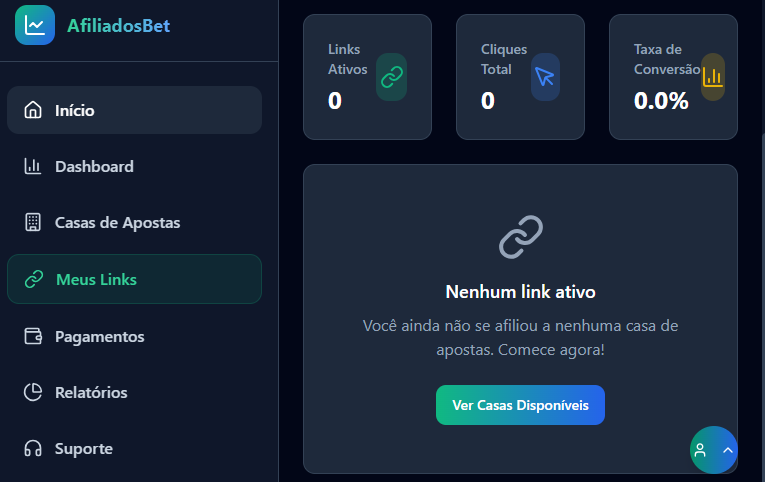 AfiliadosBet
Início
Dashboard
Casas de Apostas
Meus Links
Pagamentos
Relatórios
Suporte
Links
Ativos
0
Cliques
Total
0
Taxa de
Conversão
0.0%
Nenhum link ativo
Você ainda não se afiliou a nenhuma casa de
apostas. Comece agora!
Ver Casas Disponíveis